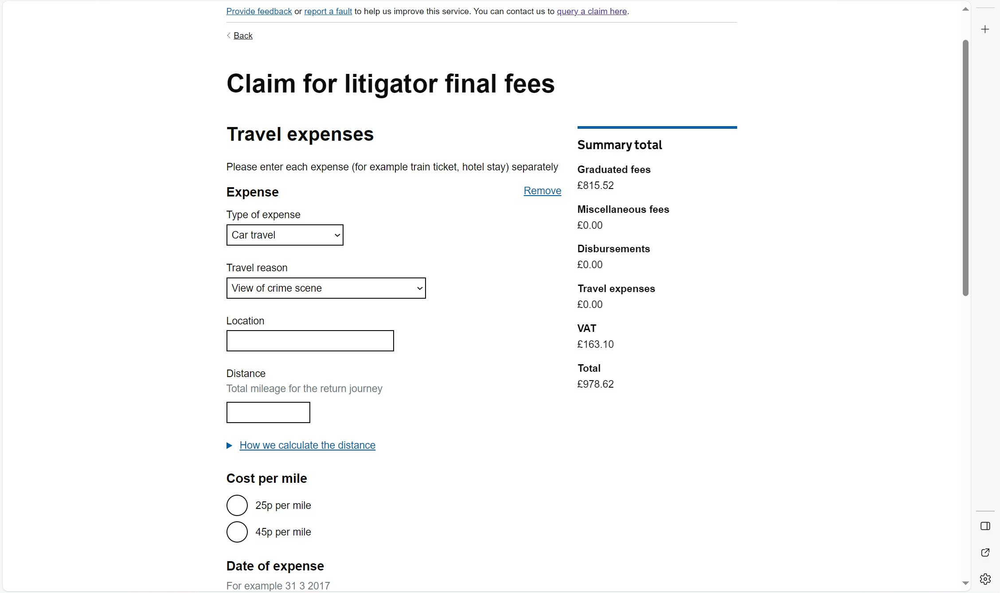 Provide feedback or report a fault to help us improve this service. You can contact us to query a claim here.
Back
Claim for litigator final fees
Travel expenses
Please enter each expense (for example train ticket, hotel stay) separately
Expense
Remove
Type of expense
Car travel
Travel reason
View of crime scene
Location
Distance
Total mileage for the return journey
How we calculate the distance
Cost per mile
25p per mile
45p per mile
Date of expense
For example 31 3 2017
Summary total
Graduated fees
£815.52
Miscellaneous fees
£0.00
Disbursements
£0.00
Travel expenses
£0.00
VAT
£163.10
Total
£978.62